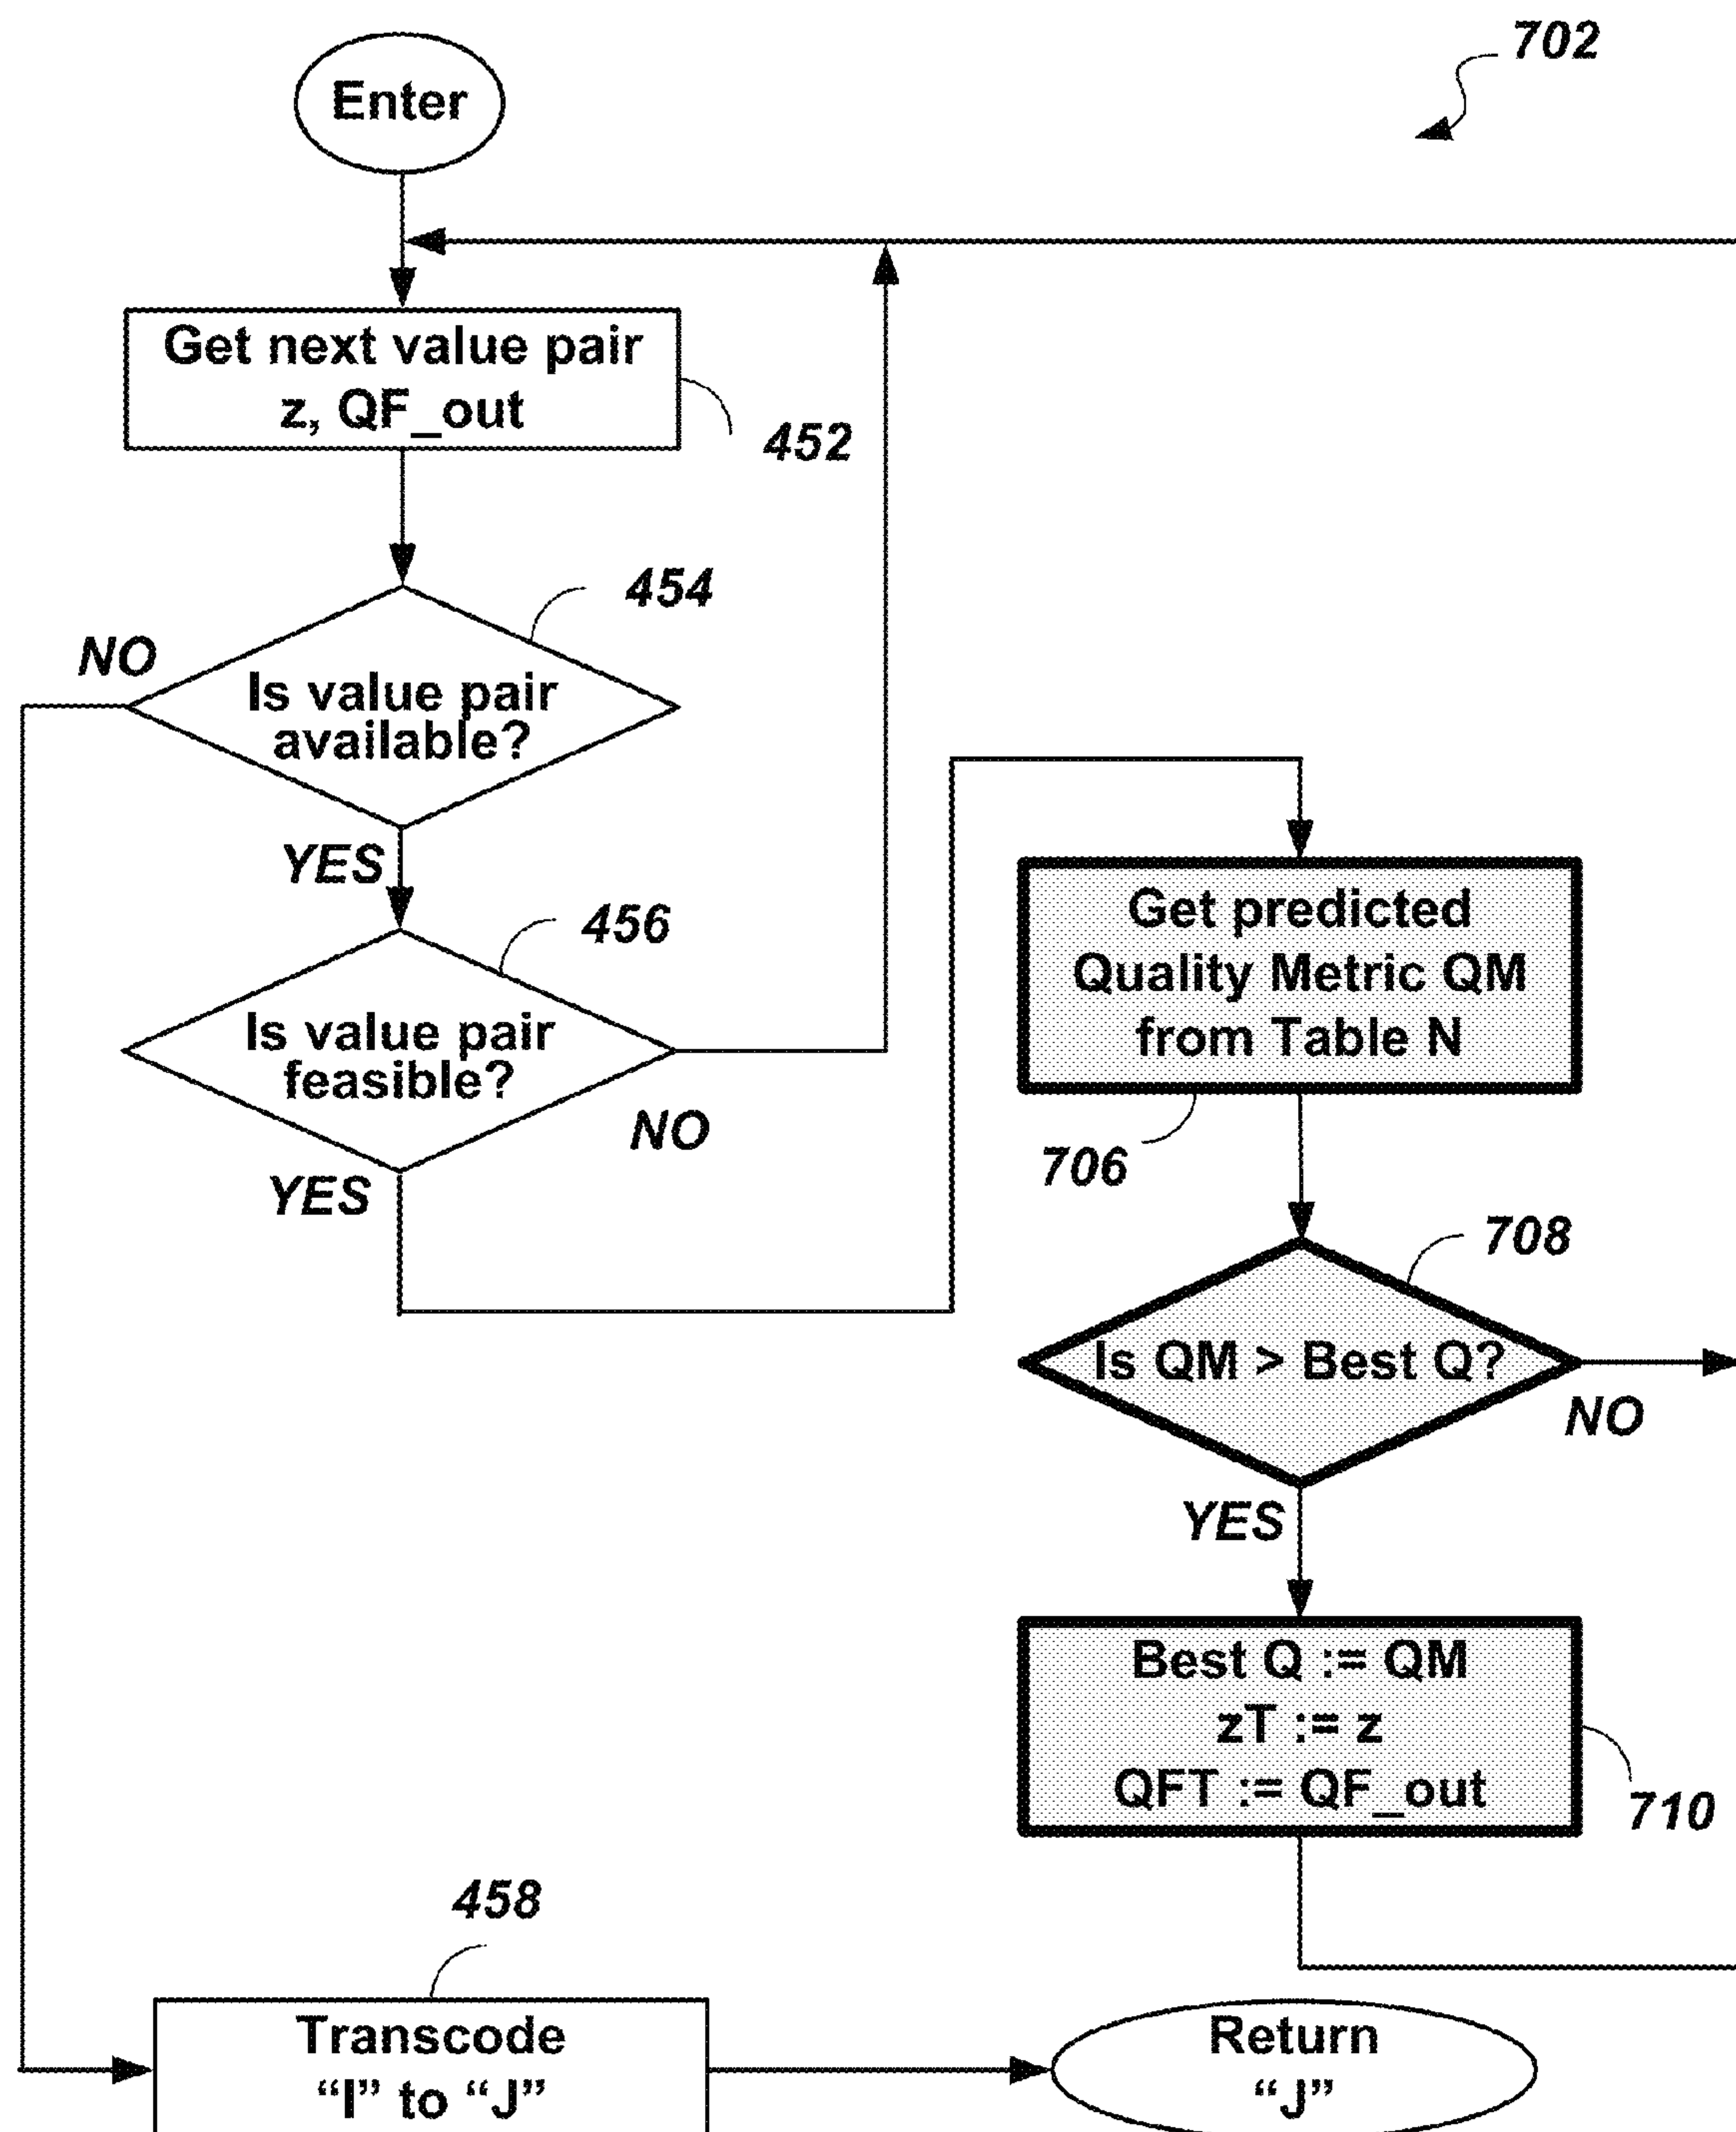 702
Enter
Get next value pair
z, QF_out
452
454
NO
Is value pair
available?
YES
456
Is value pair
feasible?
NO
YES
Get predicted
Quality Metric QM
from Table N
706
708
Is QM > Best Q?
NO
YES
Best Q := QM
zT := z
QFT := QF_out
710
458
Transcode
“I” to “J”
Return
“J”